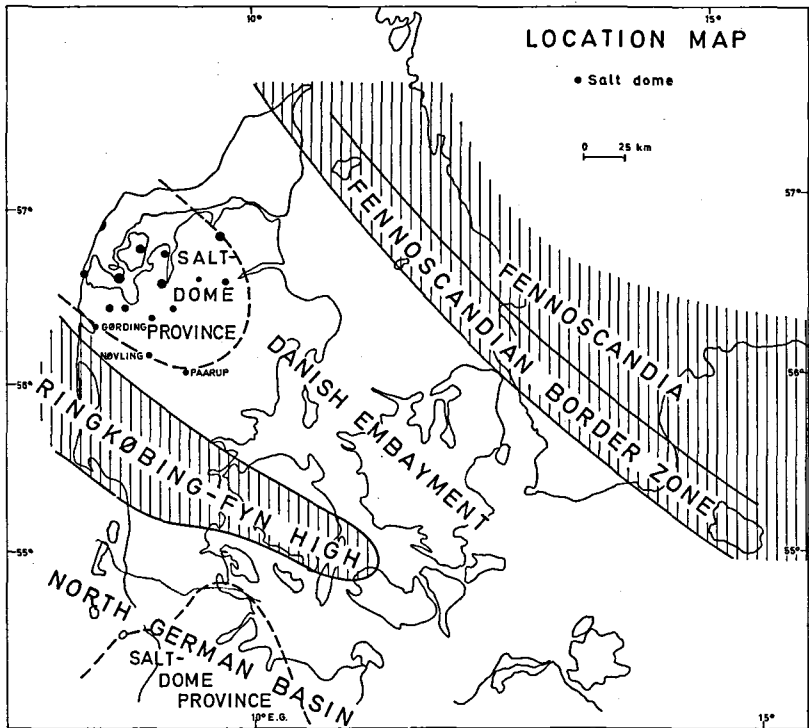 10°
15°
LOCATION MAP
Salt dome
0 25 km
57°
57°
FENNOSCANDIA
FENNOSCANDIAN BORDER ZONE
SALT-
DOME
PROVINCE
GØRDING
NØVLING
PAARUP
56°
56°
DANISH EMBAYMENT
RINGKØBING-FYN HIGH
55°
55°
NORTH GERMAN BASIN
SALT-
DOME
PROVINCE
10° E.G.
15°